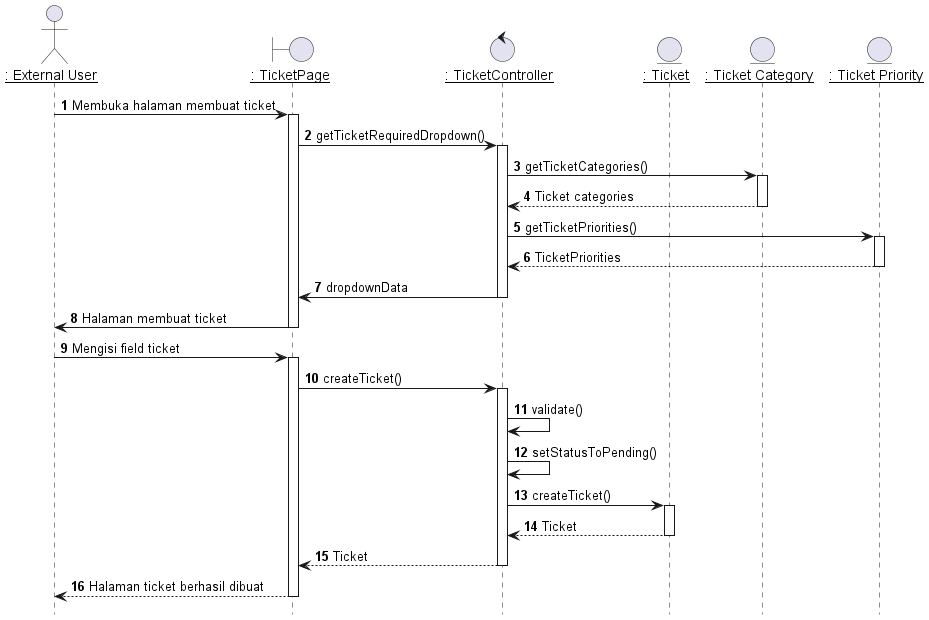 : External User
: TicketPage
: TicketController
: Ticket
: Ticket Category
: Ticket Priority
1 Membuka halaman membuat ticket
2 getTicketRequiredDropdown()
3 getTicketCategories()
4 Ticket categories
5 getTicketPriorities()
6 TicketPriorities
7 dropdownData
8 Halaman membuat ticket
9 Mengisi field ticket
10 createTicket()
11 validate()
12 setStatusToPending()
13 createTicket()
14 Ticket
15 Ticket
16 Halaman ticket berhasil dibuat